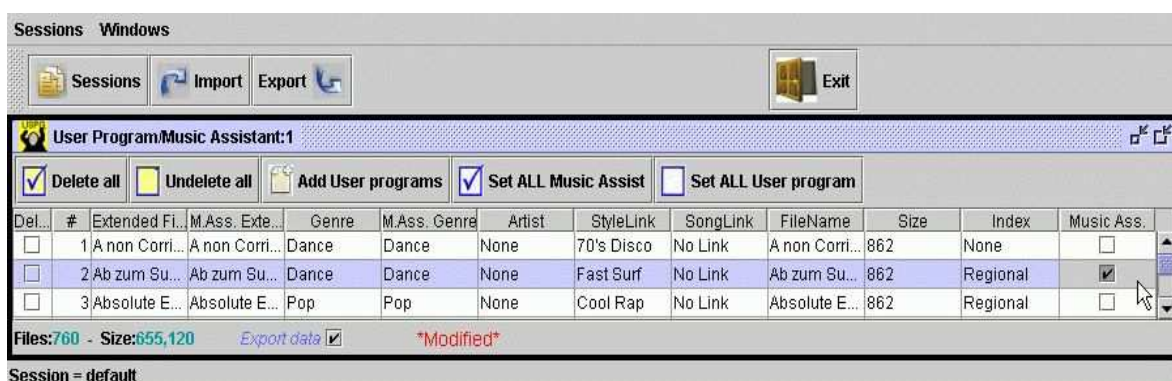 Sessions Windows
Sessions Import Export Exit
USPG
User Program/Music Assistant:1
Delete all Undelete all Add User programs Set ALL Music Assist Set ALL User program
Del... # Extended Fi... M.Ass. Exte... Genre M.Ass. Genre Artist StyleLink SongLink FileName Size Index Music Ass.
1 A non Corri... A non Corri... Dance Dance None 70's Disco No Link A non Corri... 862 None
2 Ab zum Su... Ab zum Su... Dance Dance None Fast Surf No Link Ab zum Su... 862 Regional
3 Absolute E... Absolute E... Pop Pop None Cool Rap No Link Absolute E... 862 Regional
Files:760 - Size:655,120 Export data *Modified*
Session = default